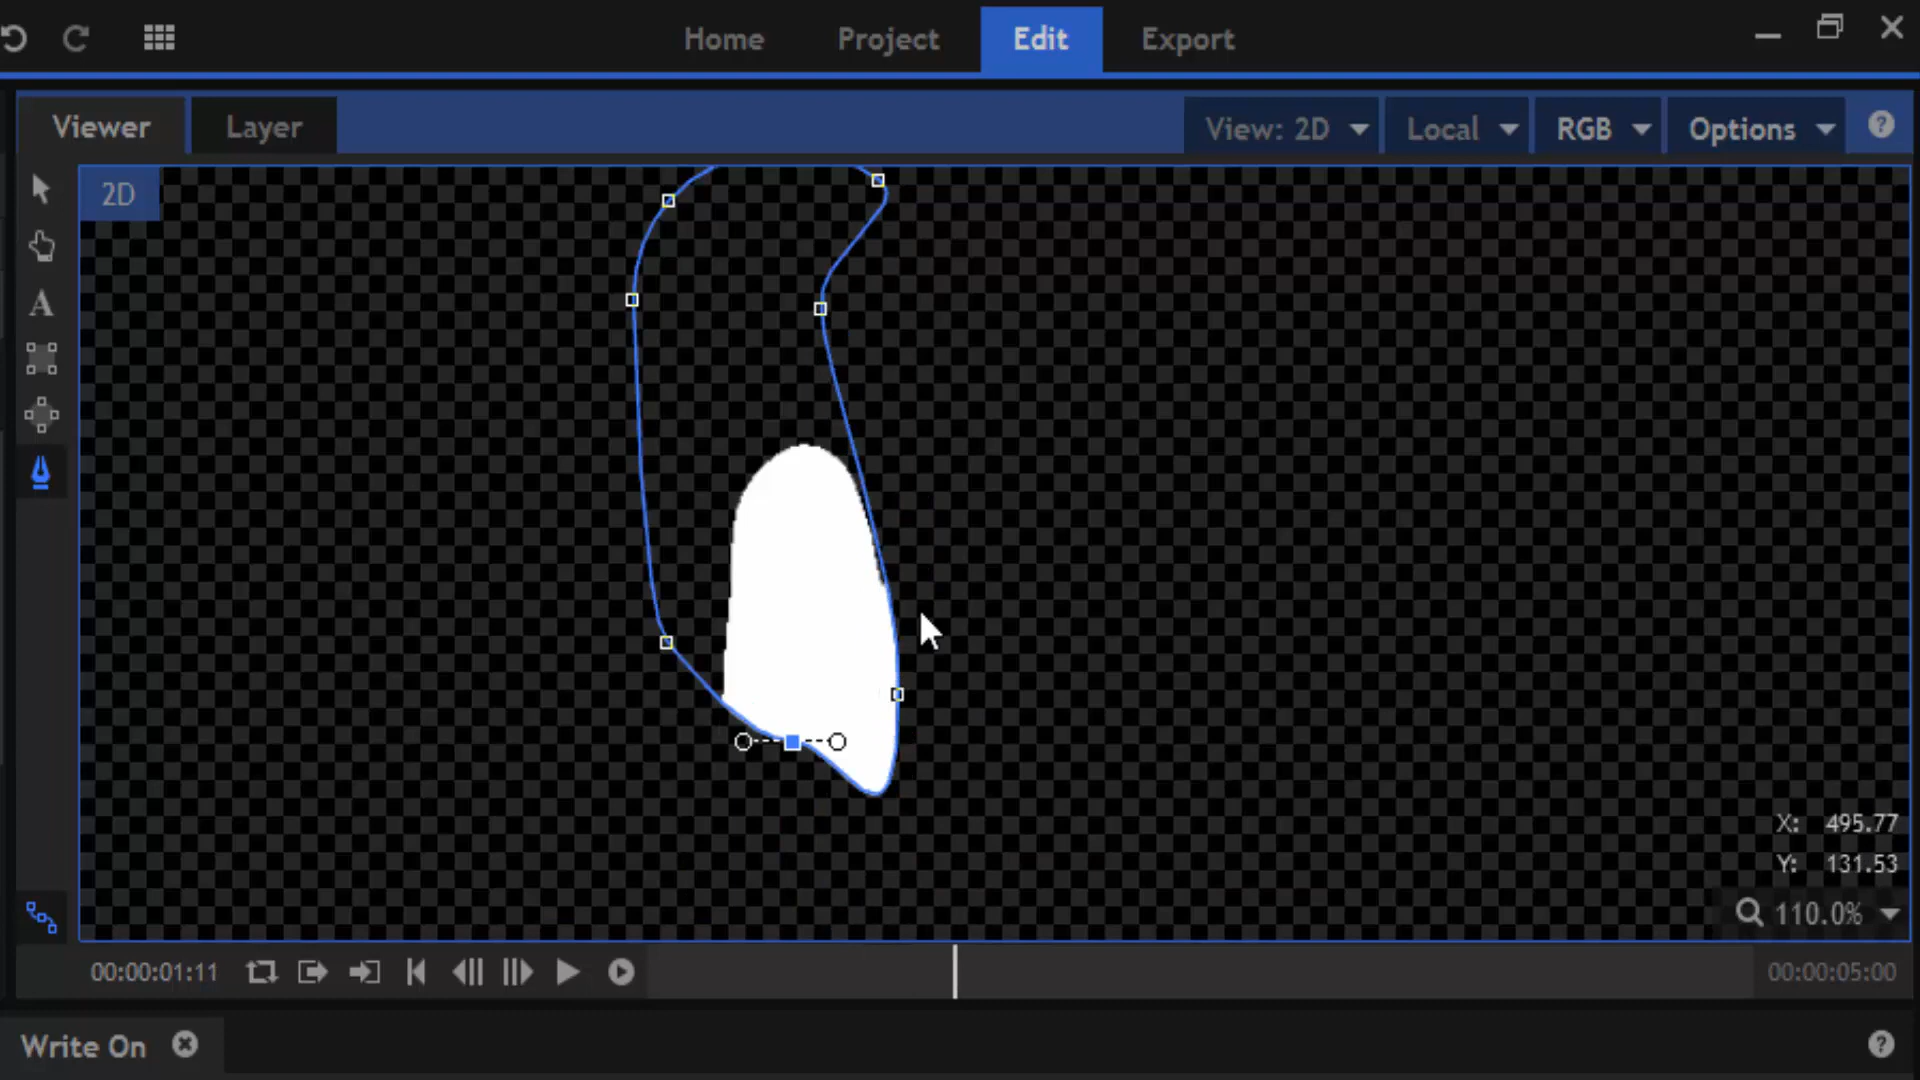 Home Project Edit Export
Viewer Layer View: 2D Local RGB Options ?
2D
A
X: 495.77
Y: 131.53
110.0%
00:00:01:11 00:00:05:00
Write On ?